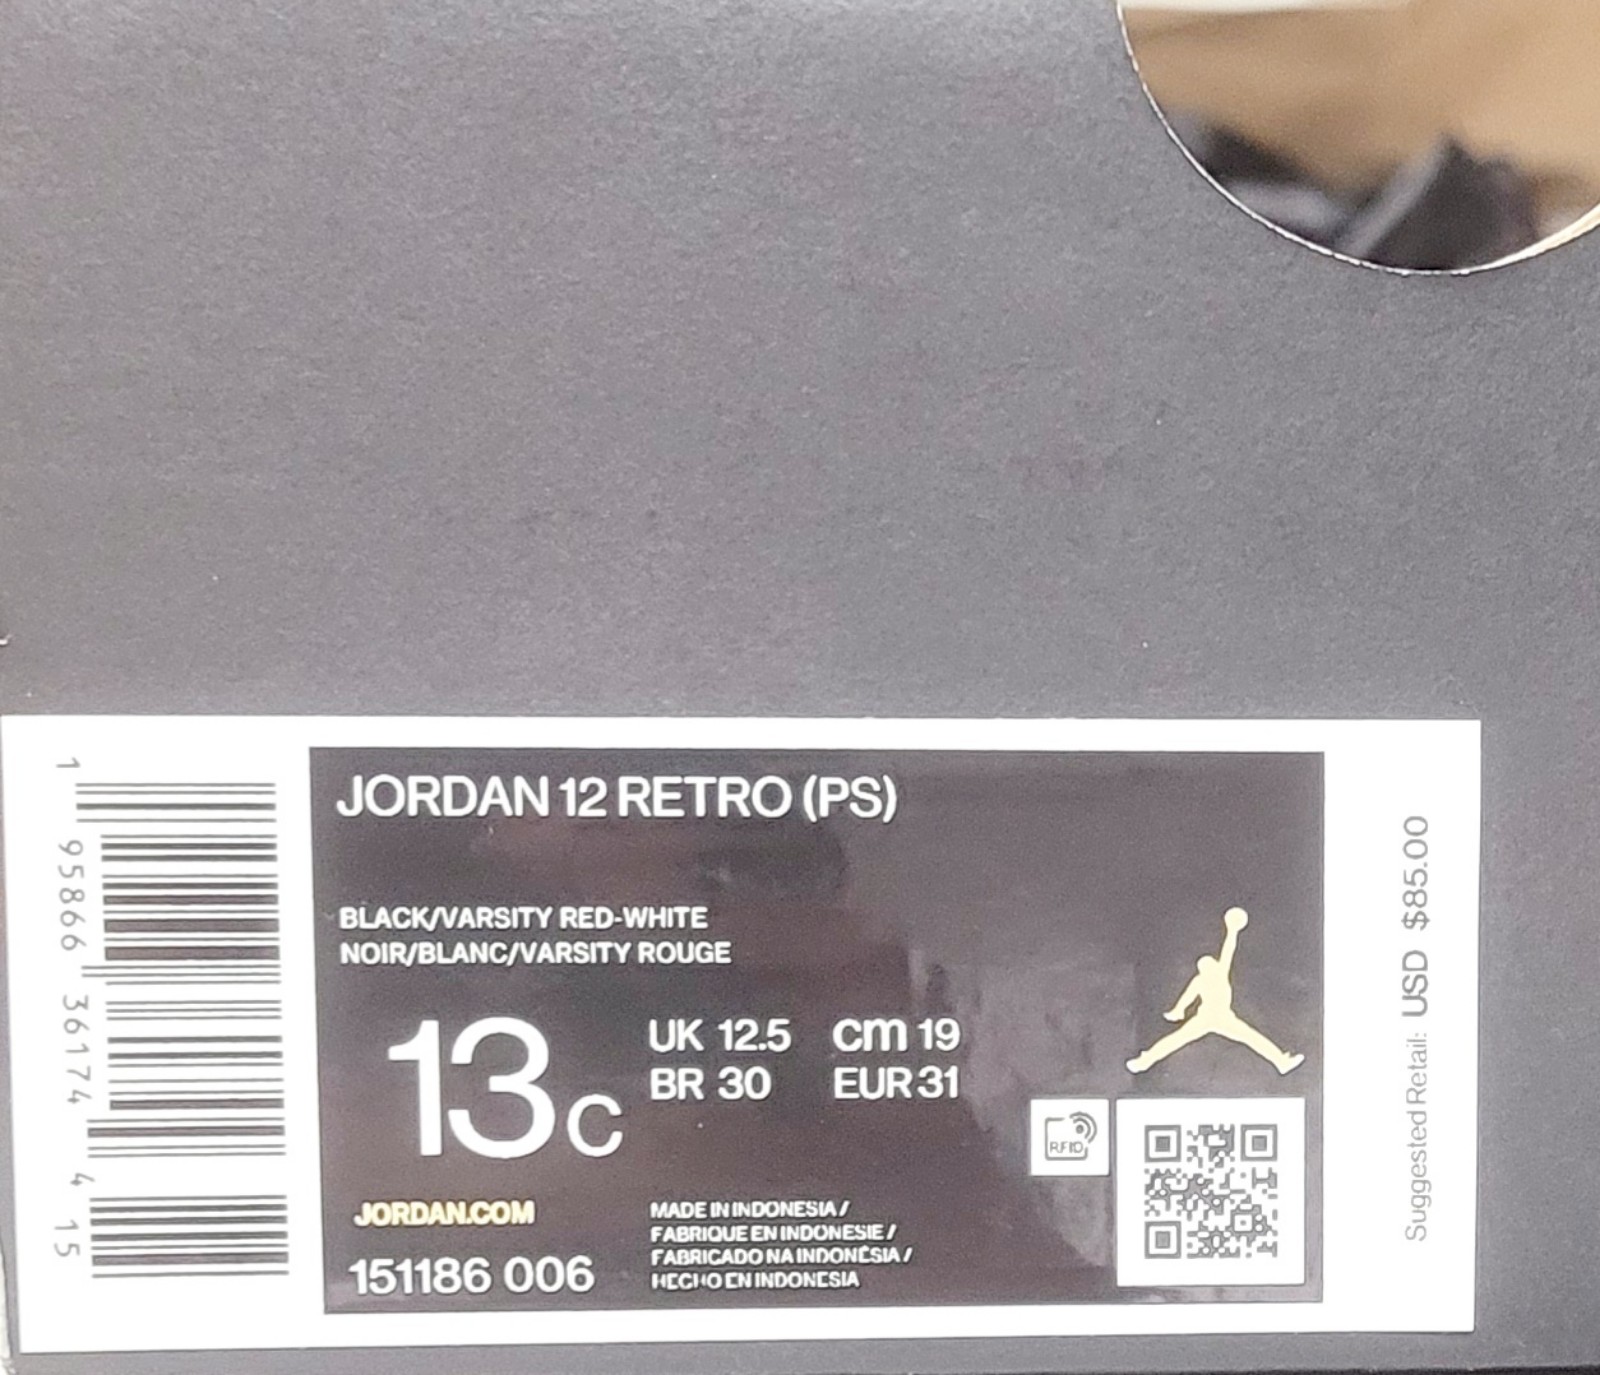 JORDAN 12 RETRO (PS)
BLACK/VARSITY RED-WHITE
NOIR/BLANC/VARSITY ROUGE
13C
UK 12.5 cm 19
BR 30 EUR 31
RFID
JORDAN.COM
151186 006
MADE IN INDONESIA /
FABRIQUE EN INDONESIE /
FABRICADO NA INDONÉSIA /
HECHO EN INDONESIA
1 95866 36174 4 15
Suggested Retail: USD $85.00